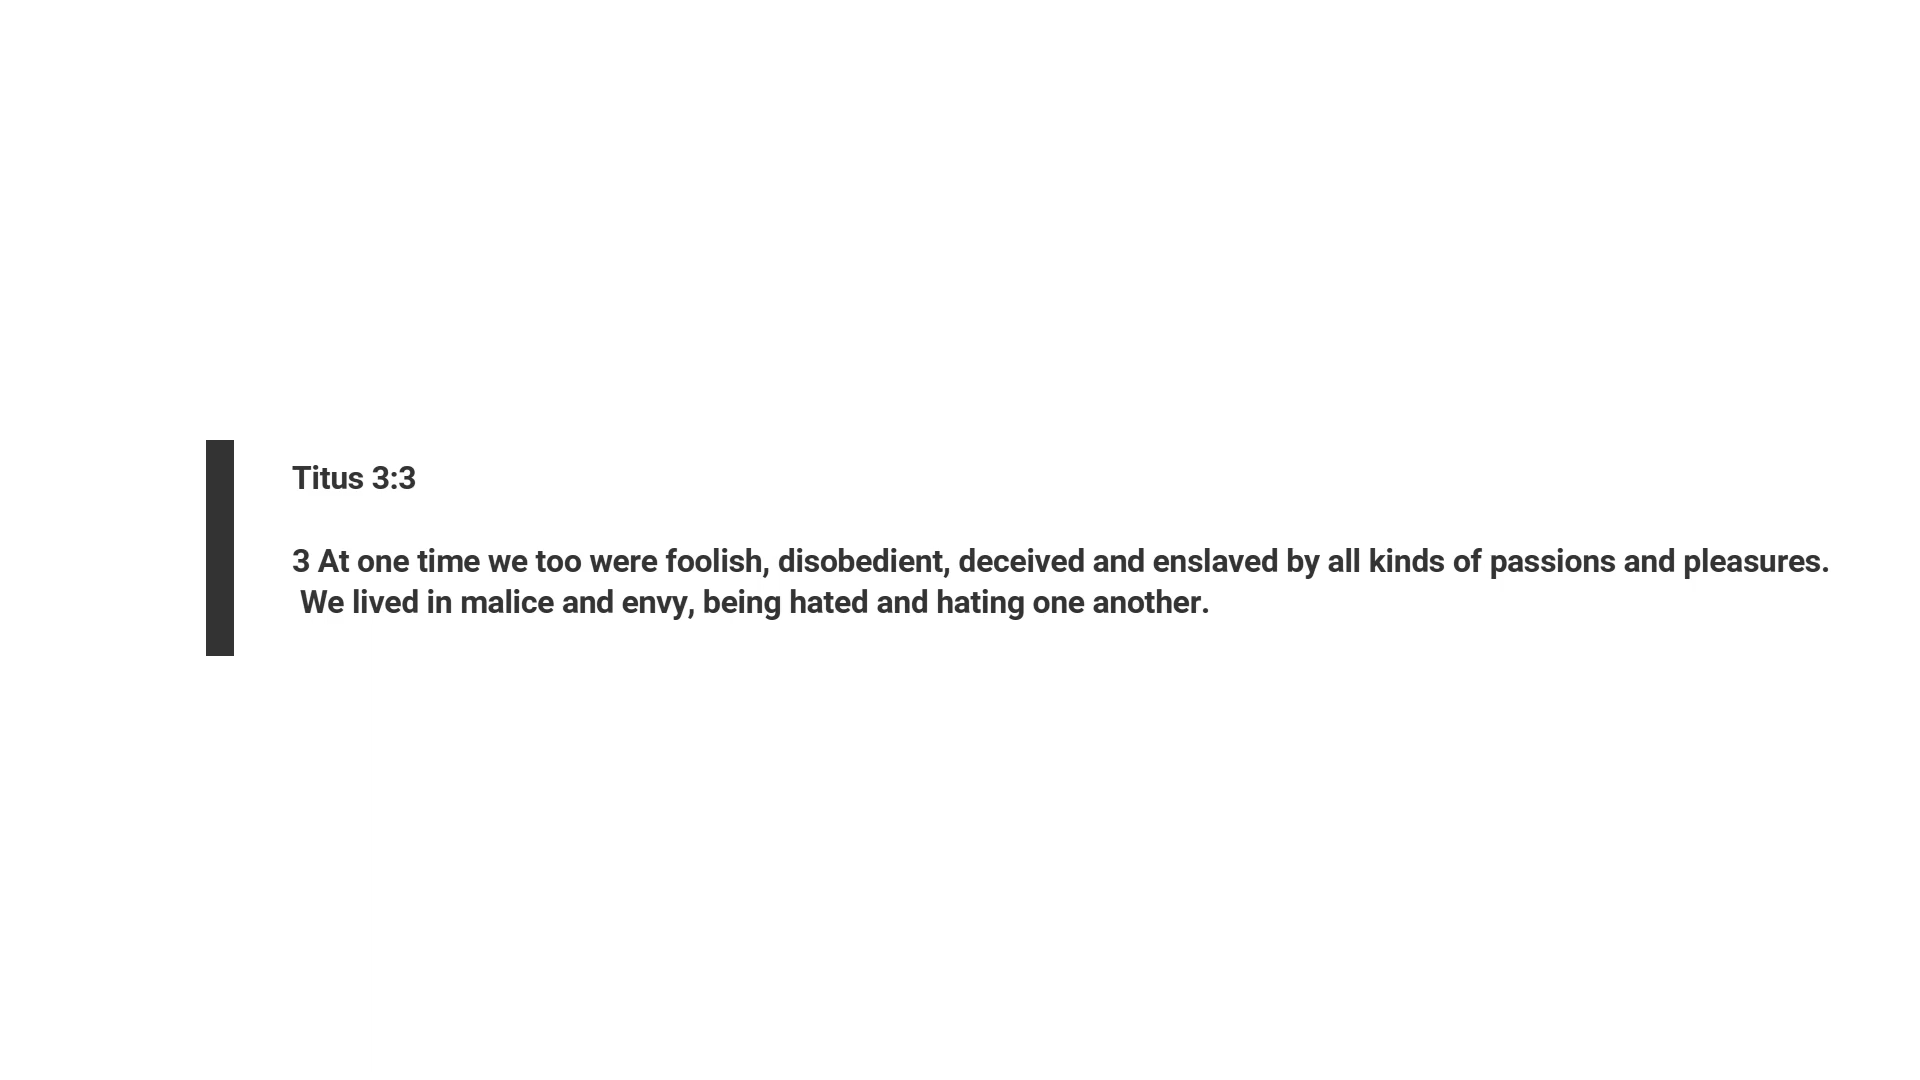 Titus 3:3
3 At one time we too were foolish, disobedient, deceived and enslaved by all kinds of passions and pleasures.
We lived in malice and envy, being hated and hating one another.